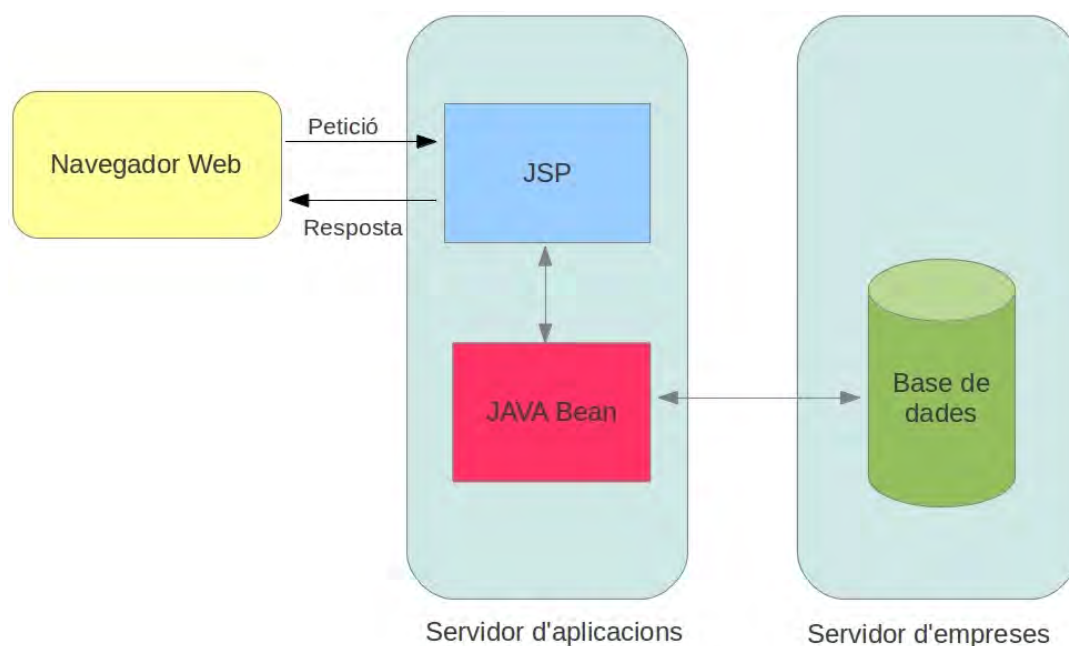 Petició
Navegador Web
JSP
Resposta
JAVA Bean
Base de
dades
Servidor d'aplicacions
Servidor d'empreses